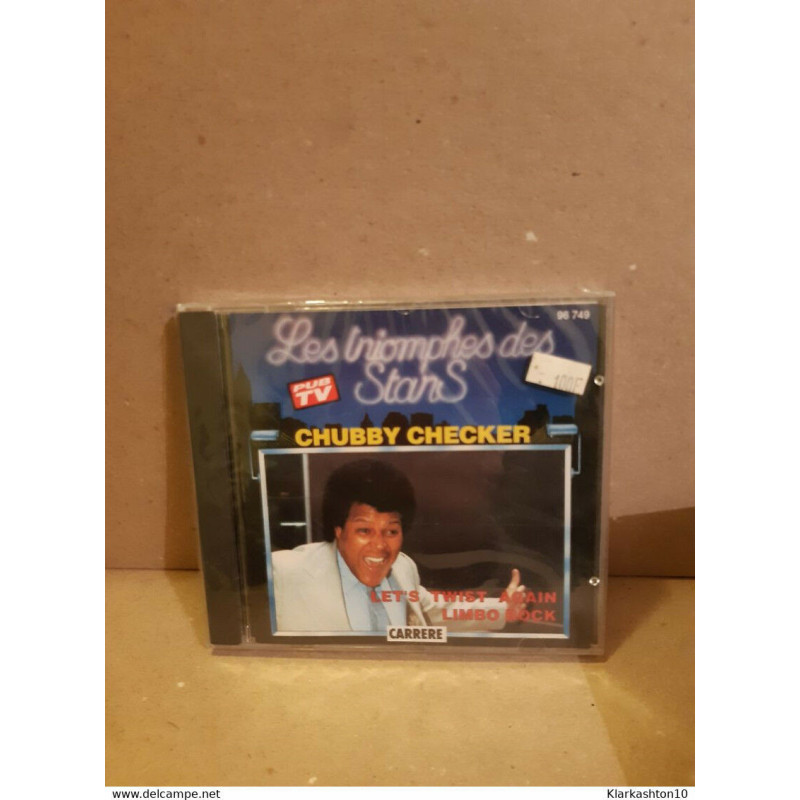 96 749
Les triomphes des
Stars
PUB
TV
100F
CHUBBY CHECKER
LET'S TWIST AGAIN
LIMBO ROCK
CARRERE
www.delcampe.net
Klarkashton10